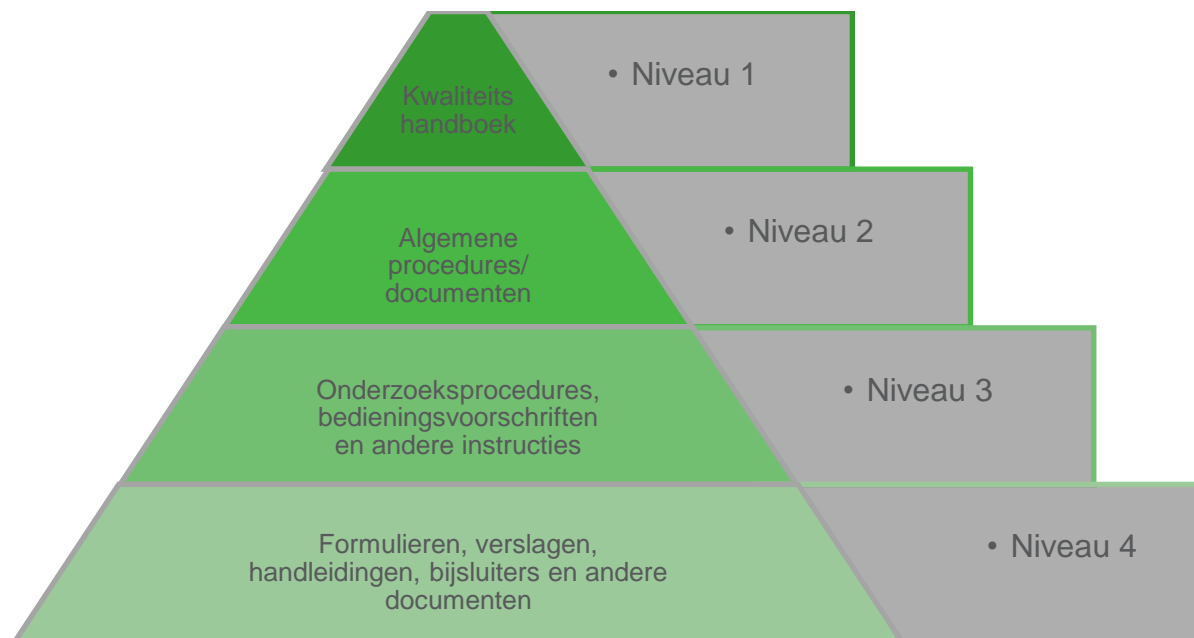 Kwaliteits
handboek
• Niveau 1
Algemene
procedures/
documenten
• Niveau 2
Onderzoeksprocedures,
bedieningsvoorschriften
en andere instructies
• Niveau 3
Formulieren, verslagen,
handleidingen, bijsluiters en andere
documenten
• Niveau 4